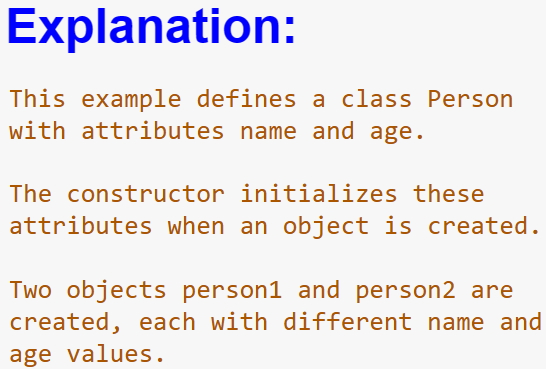 Explanation:
This example defines a class Person
with attributes name and age.
The constructor initializes these
attributes when an object is created.
Two objects person1 and person2 are
created, each with different name and
age values.